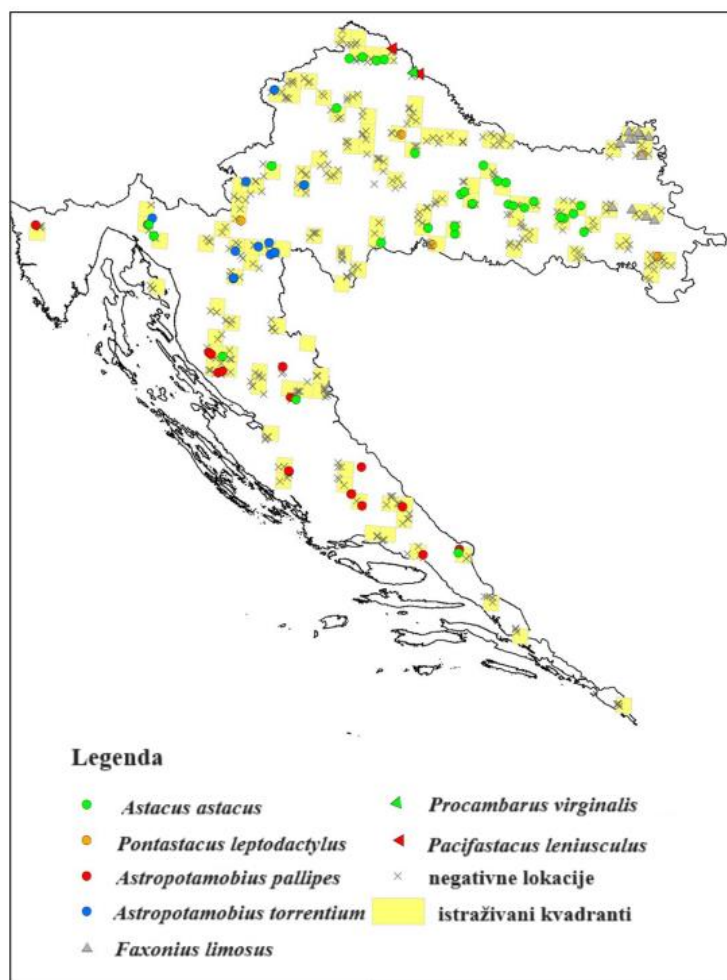 Legenda
Astacus astacus
Pontastacus leptodactylus
Astropotamobius pallipes
Astropotamobius torrentium
Faxonius limosus
Procambarus virginalis
Pacifastacus leniusculus
negativne lokacije
istraživani kvadranti